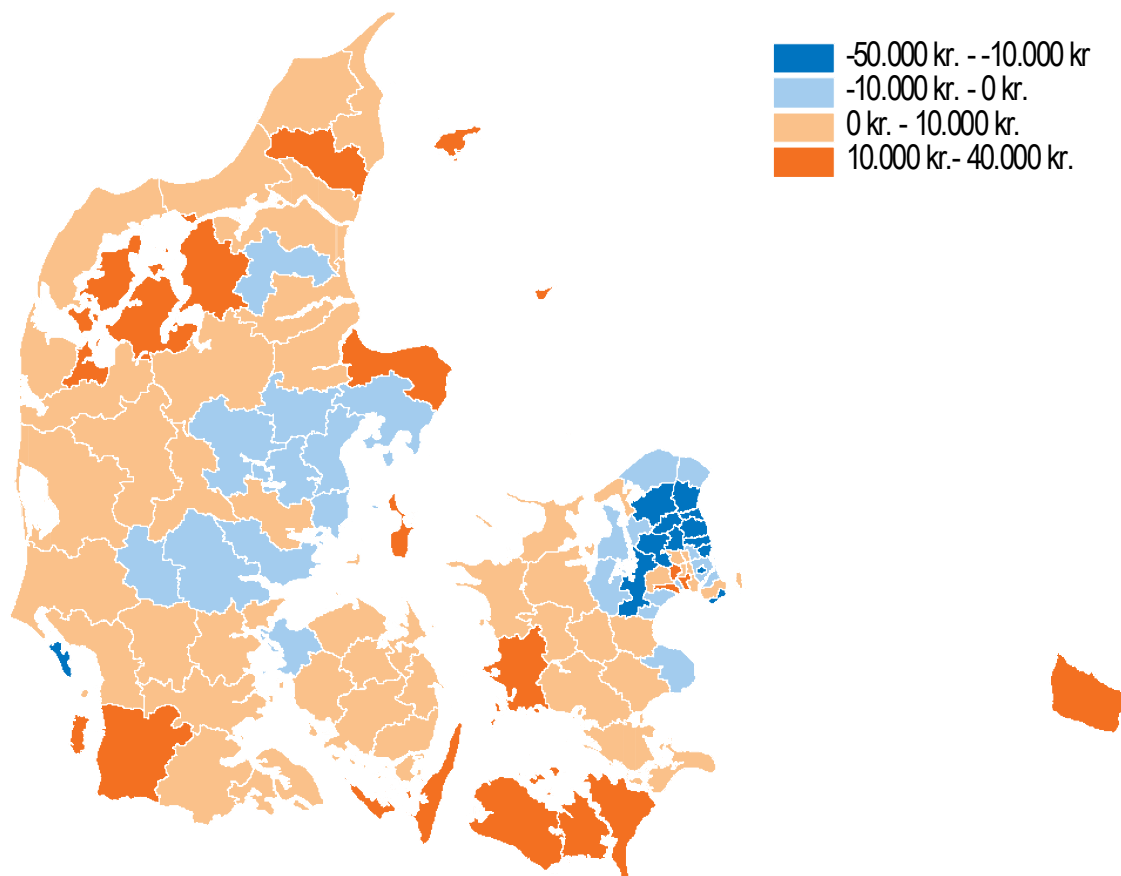 -50.000 kr. - -10.000 kr
-10.000 kr. - 0 kr.
0 kr. - 10.000 kr.
10.000 kr.- 40.000 kr.